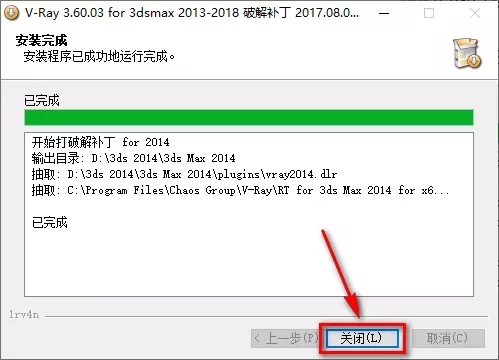 V-Ray 3.60.03 for 3dsmax 2013-2018 破解补丁 2017.08.0...
安装完成
安装程序已成功地运行完成。
已完成
开始打破解补丁 for 2014
输出目录: D:\3ds 2014\3ds Max 2014
抽取: D:\3ds 2014\3ds Max 2014\plugins\vray2014.dlr
抽取: C:\Program Files\Chaos Group\V-Ray\RT for 3ds Max 2014 for x6...
已完成
lrv4n
< 上一步(P) 关闭(L) 取消(C)